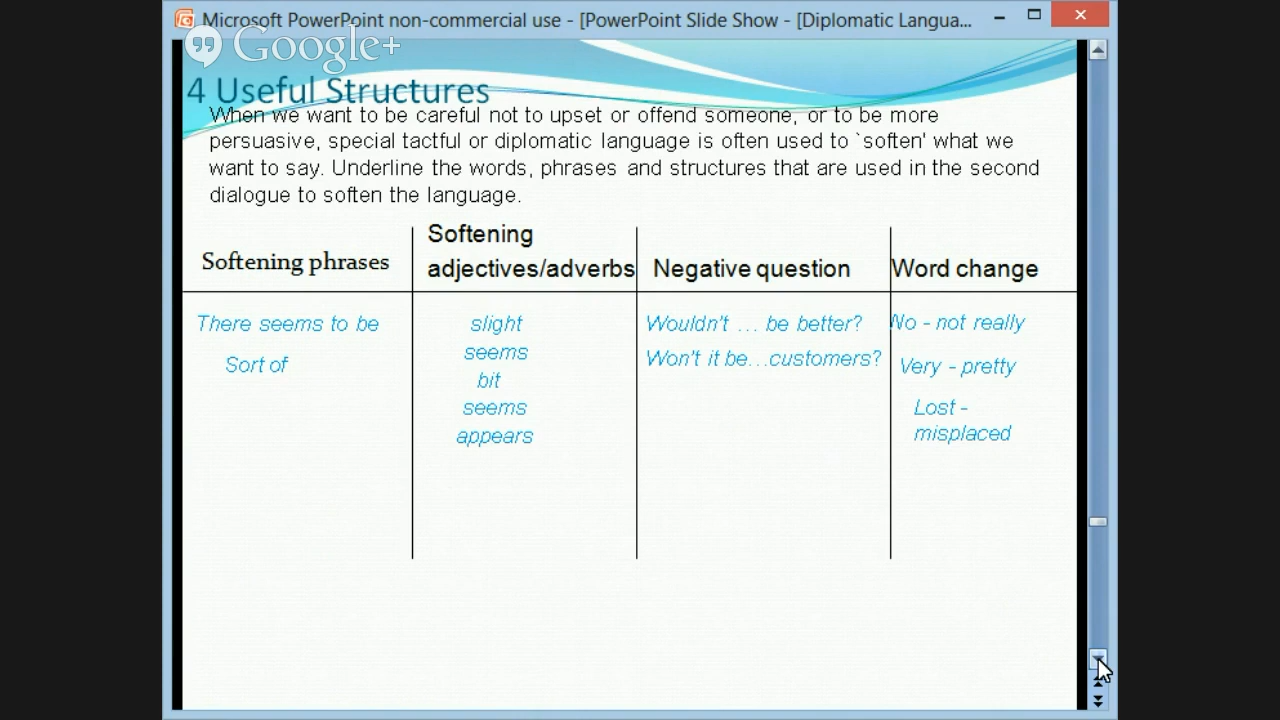 Microsoft PowerPoint non-commercial use - [PowerPoint Slide Show - [Diplomatic Langua...
Google+
4 Useful Structures
When we want to be careful not to upset or offend someone, or to be more
persuasive, special tactful or diplomatic language is often used to `soften' what we
want to say. Underline the words, phrases and structures that are used in the second
dialogue to soften the language.
Softening phrases
Softening
adjectives/adverbs
Negative question
Word change
There seems to be
Sort of
slight
seems
bit
seems
appears
Wouldn't … be better?
Won't it be…customers?
No - not really
Very - pretty
Lost -
misplaced